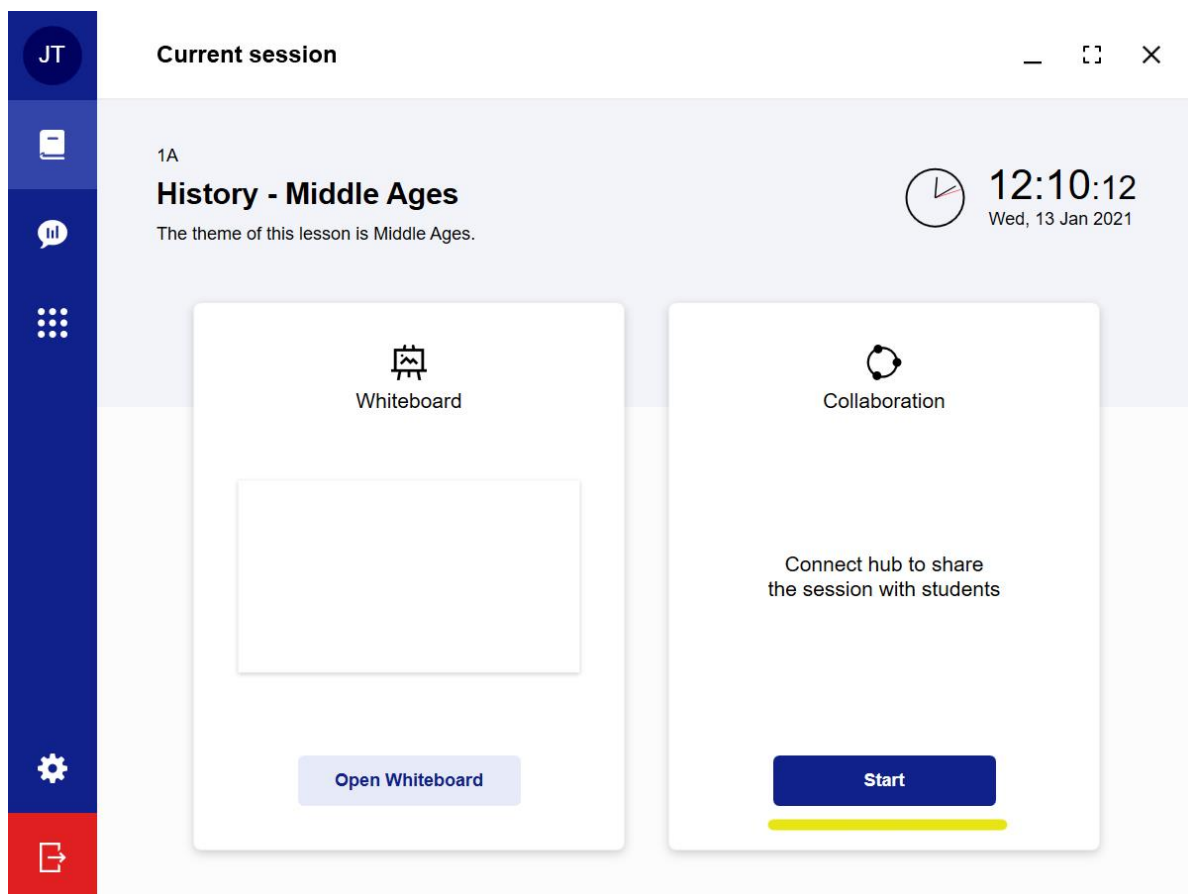 JT
Current session
1A
History - Middle Ages
The theme of this lesson is Middle Ages.
12:10:12
Wed, 13 Jan 2021
Whiteboard
Open Whiteboard
Collaboration
Connect hub to share
the session with students
Start